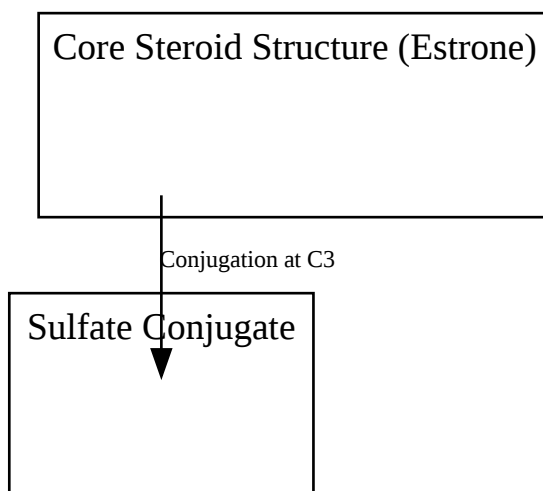 Core Steroid Structure (Estrone)
Conjugation at C3
Sulfate Conjugate